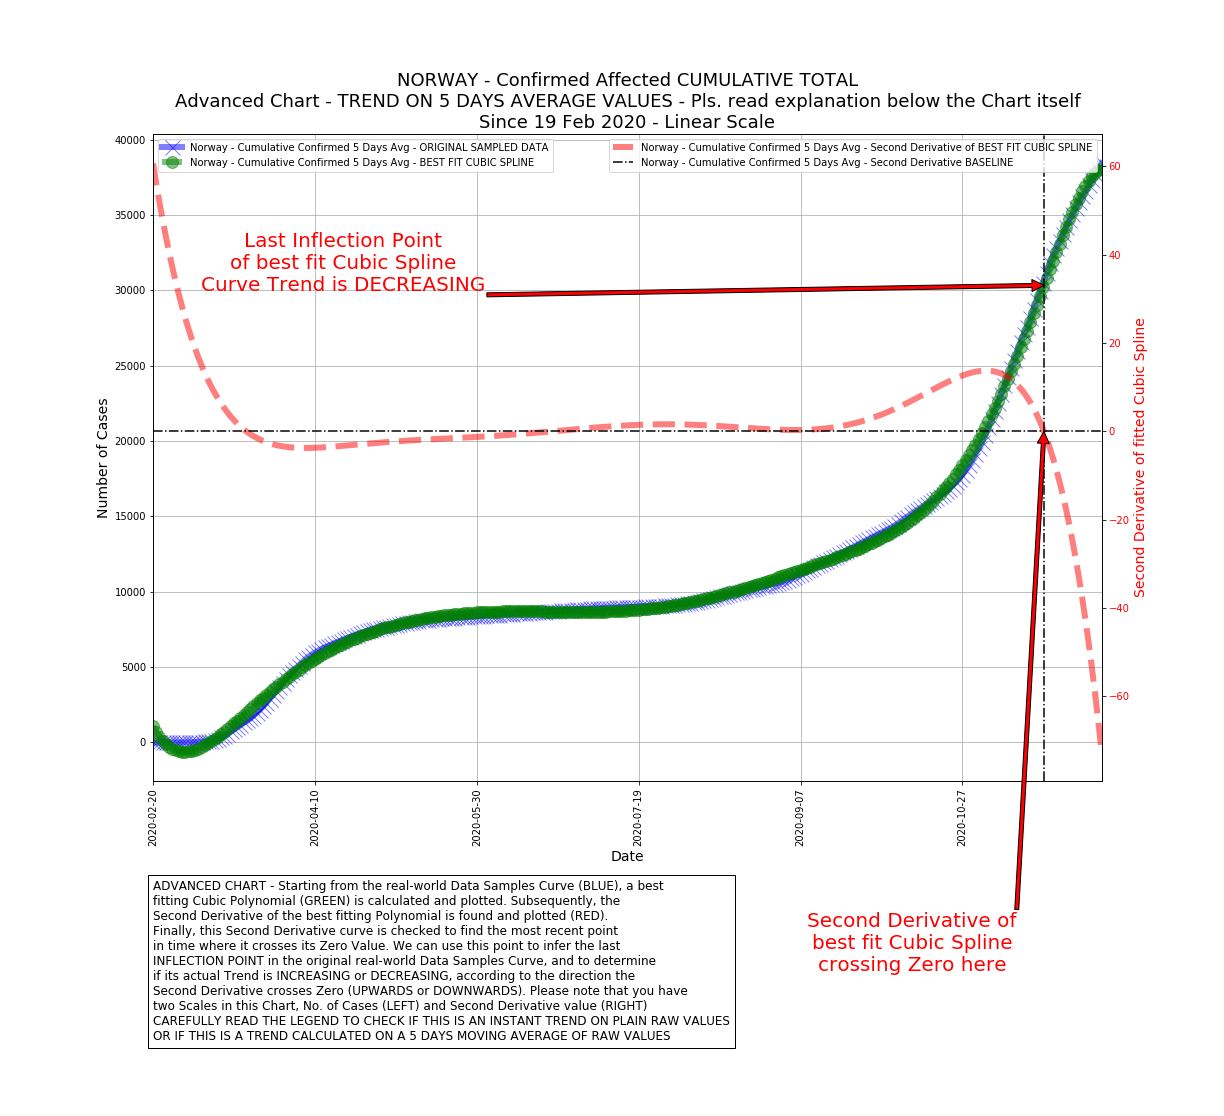 NORWAY - Confirmed Affected CUMULATIVE TOTAL
Advanced Chart - TREND ON 5 DAYS AVERAGE VALUES - Pls. read explanation below the Chart itself
Since 19 Feb 2020 - Linear Scale
Norway - Cumulative Confirmed 5 Days Avg - ORIGINAL SAMPLED DATA
Norway - Cumulative Confirmed 5 Days Avg - BEST FIT CUBIC SPLINE
Norway - Cumulative Confirmed 5 Days Avg - Second Derivative of BEST FIT CUBIC SPLINE
Norway - Cumulative Confirmed 5 Days Avg - Second Derivative BASELINE
Last Inflection Point
of best fit Cubic Spline
Curve Trend is DECREASING
Number of Cases
40000
35000
30000
25000
20000
15000
10000
5000
0
60
40
20
0
−20
−40
−60
Second Derivative of fitted Cubic Spline
2020-02-20
2020-04-10
2020-05-30
2020-07-19
2020-09-07
2020-10-27
Date
ADVANCED CHART - Starting from the real-world Data Samples Curve (BLUE), a best
fitting Cubic Polynomial (GREEN) is calculated and plotted. Subsequently, the
Second Derivative of the best fitting Polynomial is found and plotted (RED).
Finally, this Second Derivative curve is checked to find the most recent point
in time where it crosses its Zero Value. We can use this point to infer the last
INFLECTION POINT in the original real-world Data Samples Curve, and to determine
if its actual Trend is INCREASING or DECREASING, according to the direction the
Second Derivative crosses Zero (UPWARDS or DOWNWARDS). Please note that you have
two Scales in this Chart, No. of Cases (LEFT) and Second Derivative value (RIGHT)
CAREFULLY READ THE LEGEND TO CHECK IF THIS IS AN INSTANT TREND ON PLAIN RAW VALUES
OR IF THIS IS A TREND CALCULATED ON A 5 DAYS MOVING AVERAGE OF RAW VALUES
Second Derivative of
best fit Cubic Spline
crossing Zero here